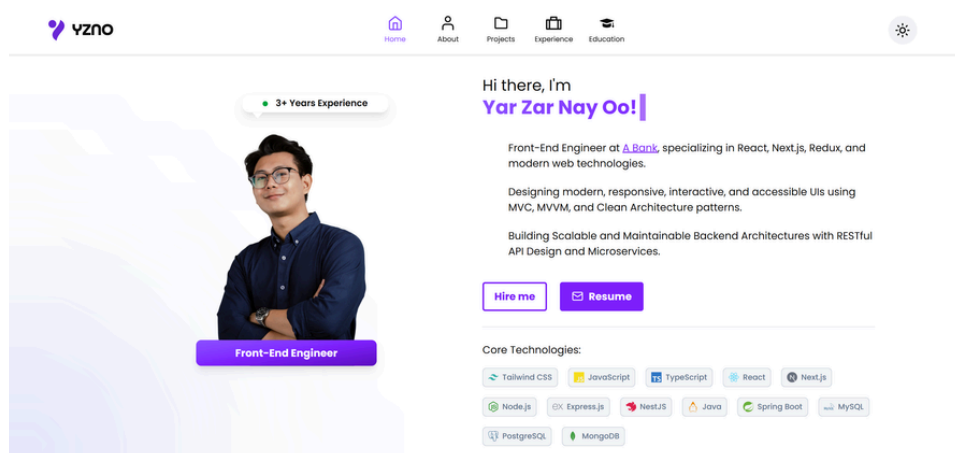 YZNO
Home
About
Projects
Experience
Education
3+ Years Experience
Front-End Engineer
Hi there, I'm
Yar Zar Nay Oo!
Front-End Engineer at A Bank, specializing in React, Next.js, Redux, and
modern web technologies.
Designing modern, responsive, interactive, and accessible UIs using
MVC, MVVM, and Clean Architecture patterns.
Building Scalable and Maintainable Backend Architectures with RESTful
API Design and Microservices.
Hire me
Resume
Core Technologies:
Tailwind CSS
JavaScript
TS TypeScript
React
N Next.js
Node.js
ex Express.js
NestJS
Java
Spring Boot
MySQL
PostgreSQL
MongoDB